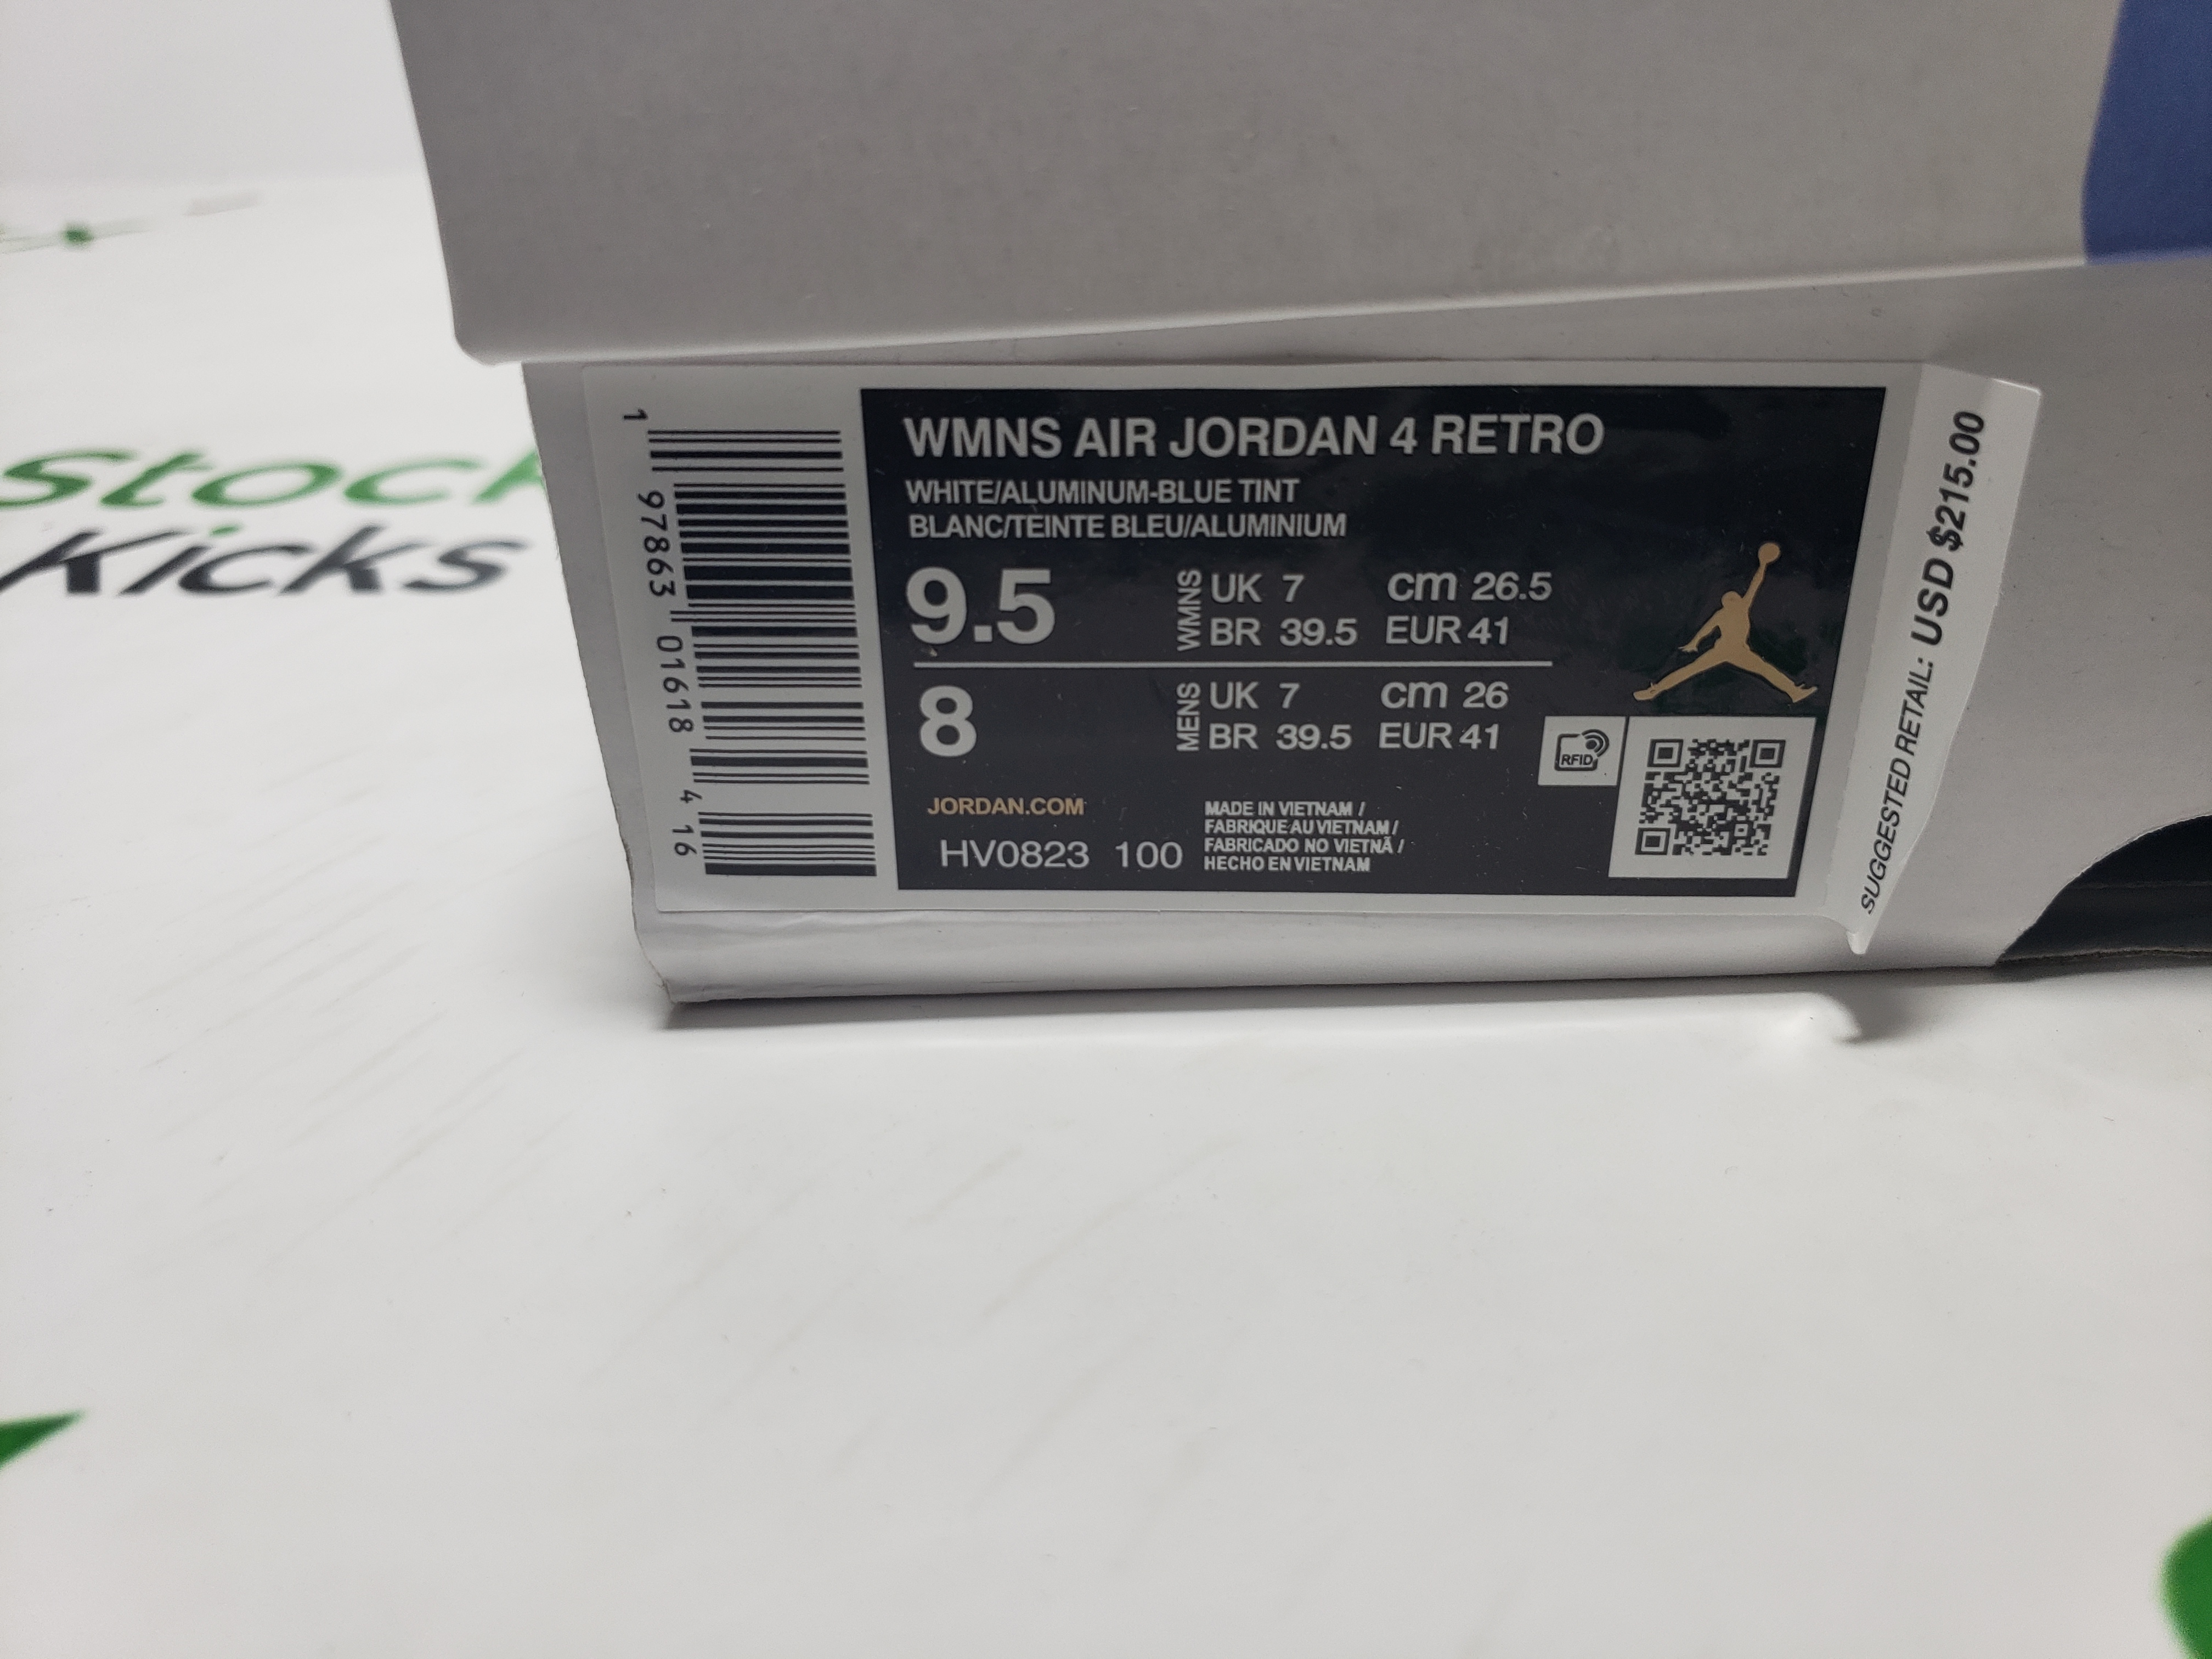 Stock
Kicks
1 97863 01618 4 16
WMNS AIR JORDAN 4 RETRO
WHITE/ALUMINUM-BLUE TINT
BLANC/TEINTE BLEU/ALUMINIUM
9.5 WMNS UK 7 cm 26.5
BR 39.5 EUR 41
8 MENS UK 7 cm 26
BR 39.5 EUR 41
RFID
JORDAN.COM
HV0823 100
MADE IN VIETNAM /
FABRIQUE AU VIETNAM /
FABRICADO NO VIETNÃ /
HECHO EN VIETNAM
SUGGESTED RETAIL: USD $215.00